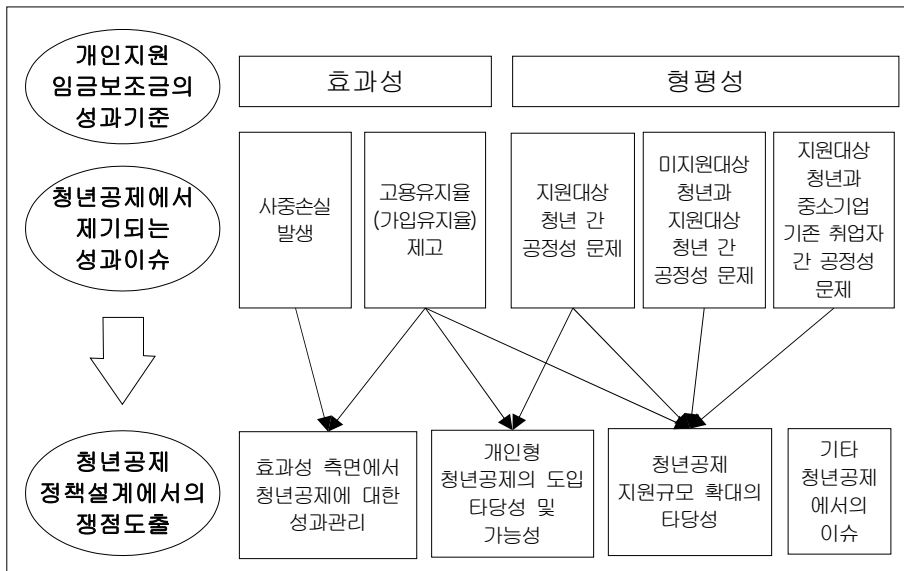 개인지원
임금보조금의
성과기준
효과성
형평성
청년공제에서
제기되는
성과이슈
사중손실
발생
고용유지율
(가입유지율)
제고
지원대상
청년 간
공정성 문제
미지원대상
청년과
지원대상
청년 간
공정성 문제
지원대상
청년과
중소기업
기존 취업자
간 공정성
문제
청년공제
정책설계에서의
쟁점도출
효과성 측면에서
청년공제에 대한
성과관리
개인형
청년공제의 도입
타당성 및
가능성
청년공제
지원규모 확대의
타당성
기타
청년공제
에서의
이슈